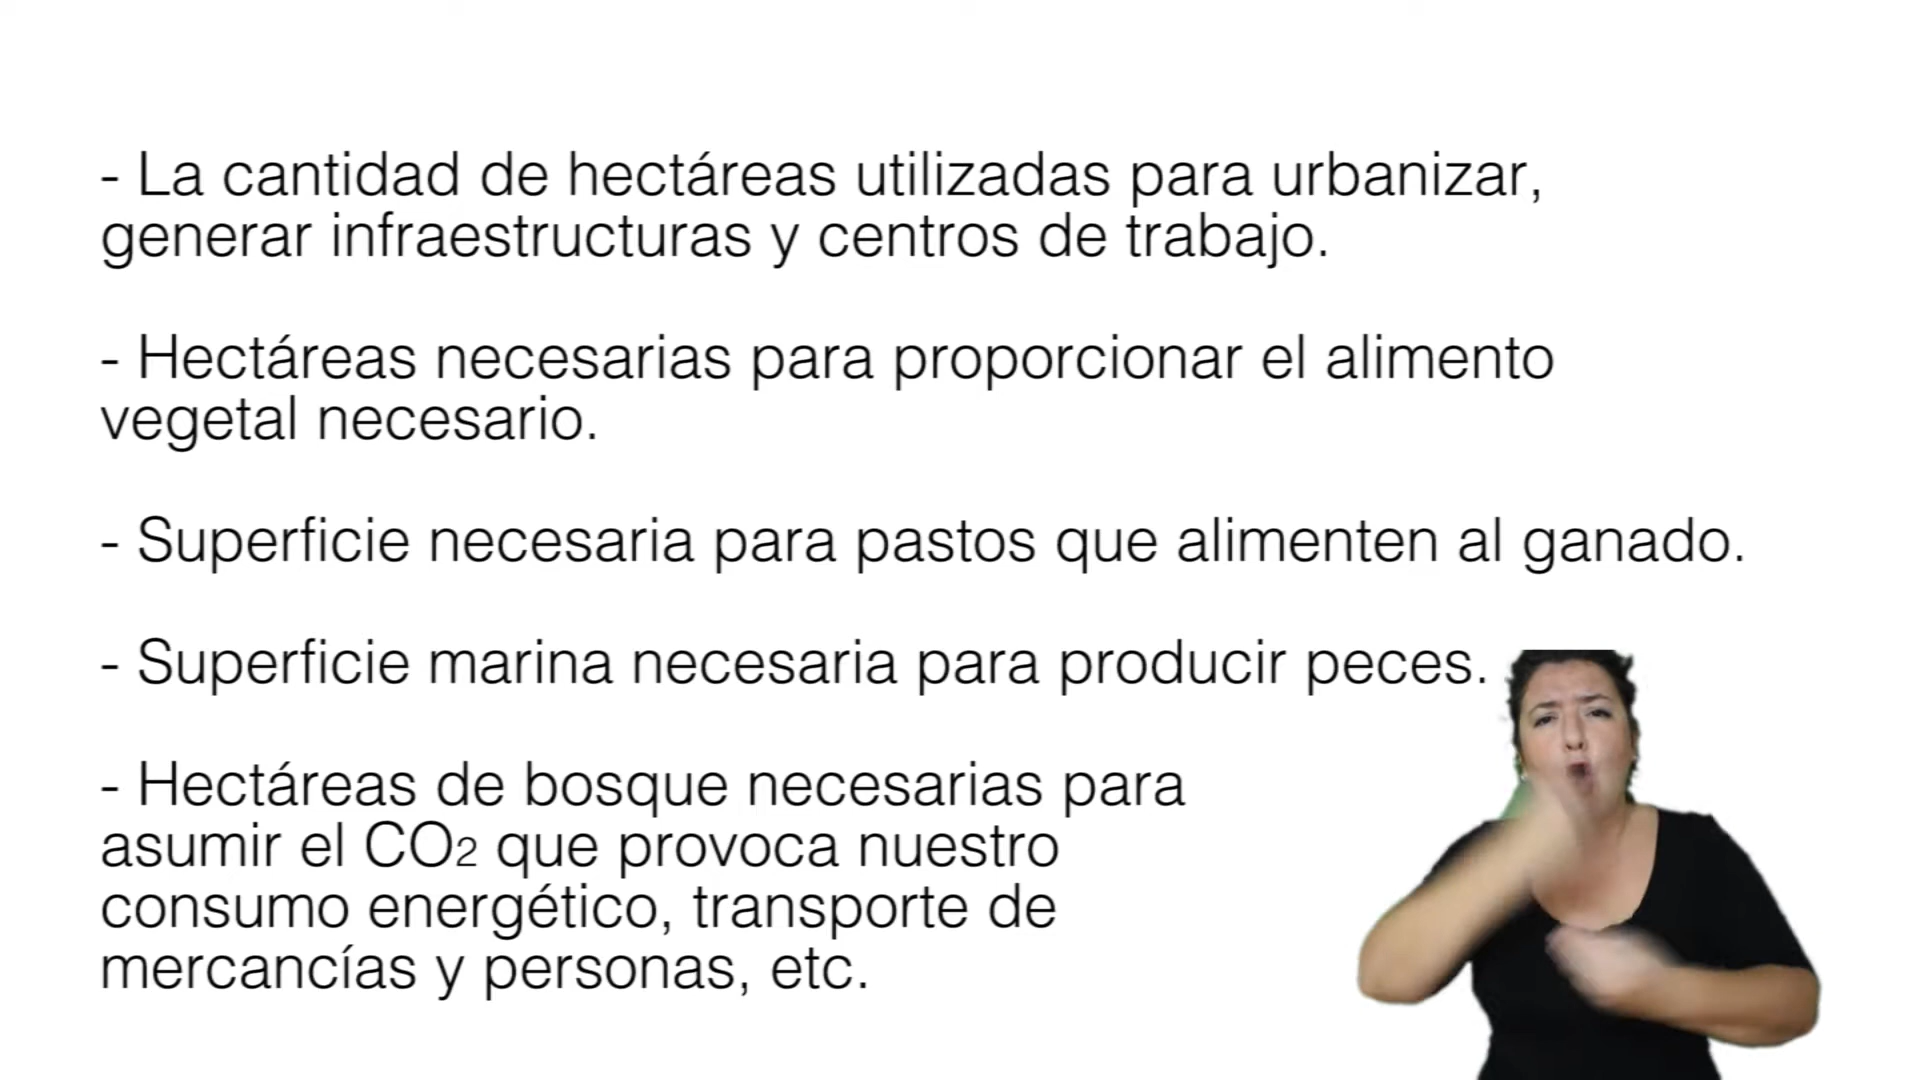 - La cantidad de hectáreas utilizadas para urbanizar,
generar infraestructuras y centros de trabajo.
- Hectáreas necesarias para proporcionar el alimento
vegetal necesario.
- Superficie necesaria para pastos que alimenten al ganado.
- Superficie marina necesaria para producir peces.
- Hectáreas de bosque necesarias para
asumir el CO₂ que provoca nuestro
consumo energético, transporte de
mercancías y personas, etc.